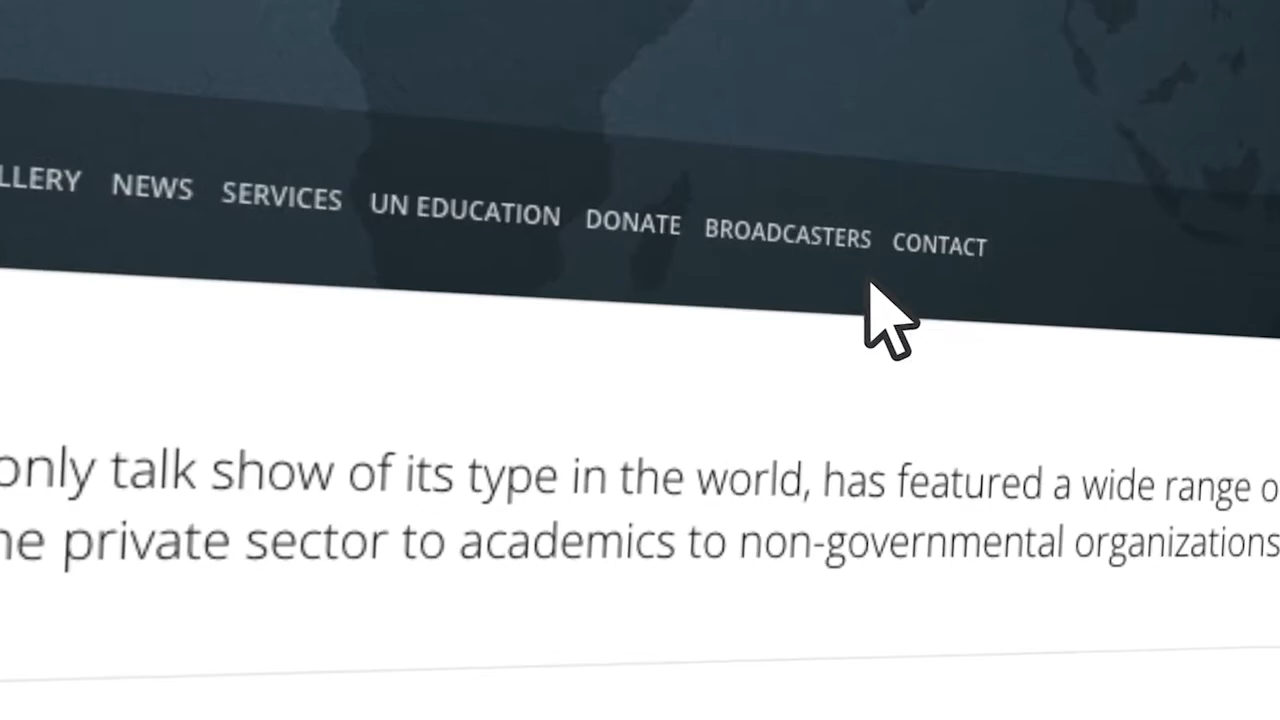 LLERY NEWS SERVICES UN EDUCATION DONATE BROADCASTERS CONTACT
only talk show of its type in the world, has featured a wide range o
ne private sector to academics to non-governmental organizations